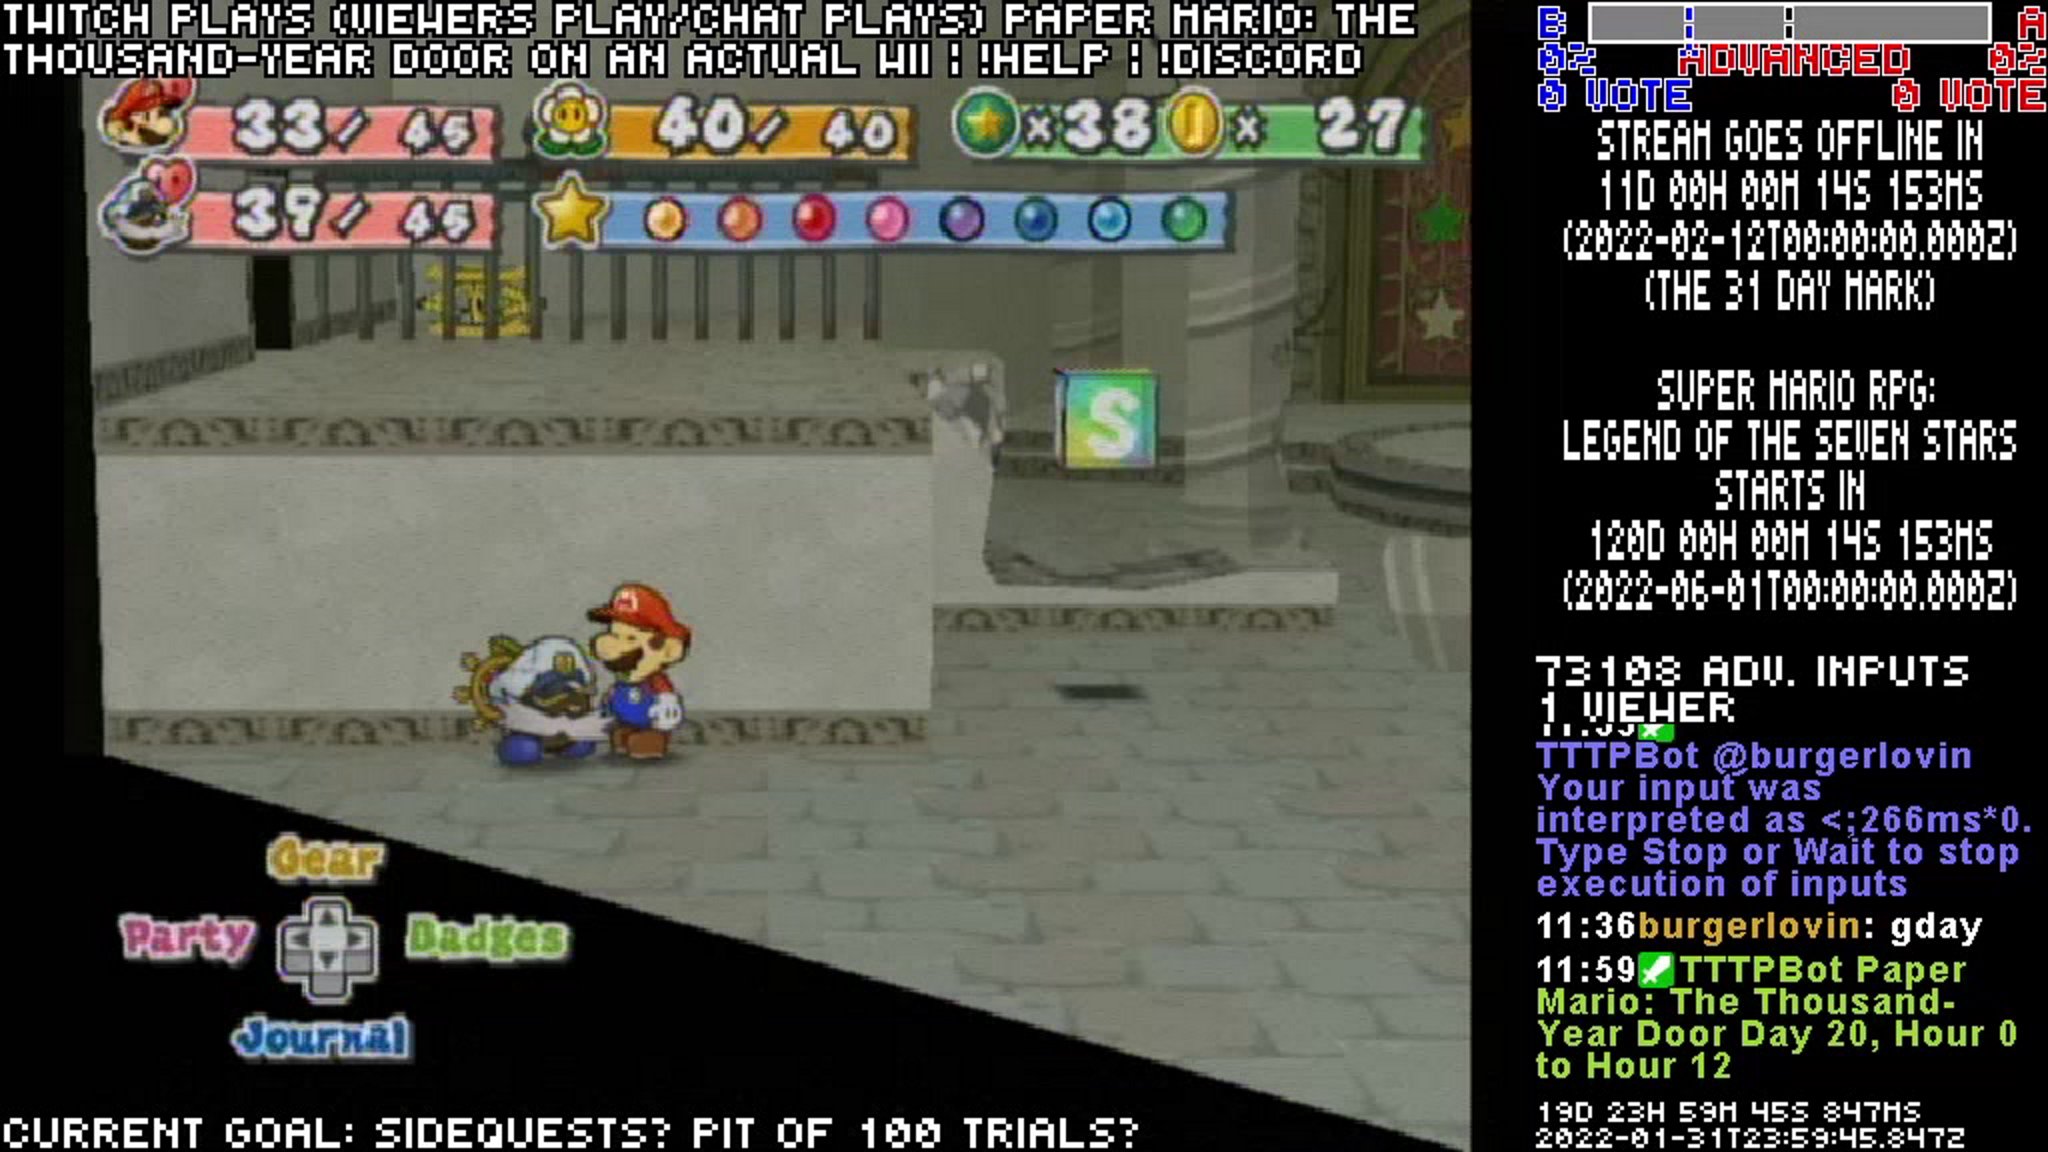 TWITCH PLAYS (VIEWERS PLAY/CHAT PLAYS) PAPER MARIO: THE
THOUSAND-YEAR DOOR ON AN ACTUAL WII | !HELP | !DISCORD
33/ 45
40/ 40
x38
x 27
39/ 45
S
Gear
Party
Badges
Journal
CURRENT GOAL: SIDEQUESTS? PIT OF 100 TRIALS?
B
A
0% ADVANCED 0%
0 VOTE 0 VOTE
STREAM GOES OFFLINE IN
11D 00H 00M 14S 153MS
(2022-02-12T00:00:00.000Z)
(THE 31 DAY MARK)
SUPER MARIO RPG:
LEGEND OF THE SEVEN STARS
STARTS IN
120D 00H 00M 14S 153MS
(2022-06-01T00:00:00.000Z)
73108 ADV. INPUTS
1 VIEWER
TTTPBot @burgerlovin
Your input was
interpreted as <;266ms*0.
Type Stop or Wait to stop
execution of inputs
11:36burgerlovin: gday
11:59 TTTPBot Paper
Mario: The Thousand-
Year Door Day 20, Hour 0
to Hour 12
19D 23H 59M 45S 847MS
2022-01-31T23:59:45.847Z